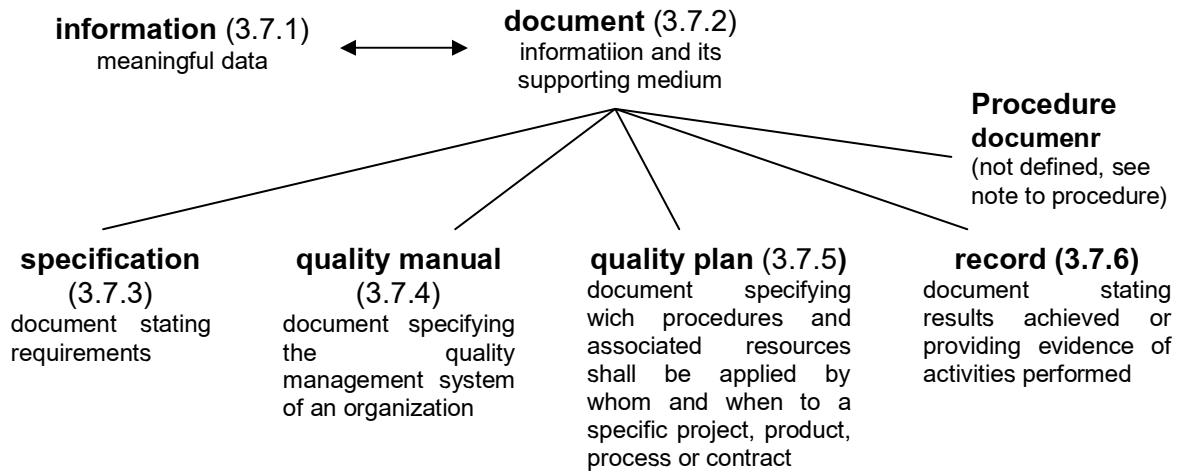 information (3.7.1)
meaningful data
document (3.7.2)
informatiion and its
supporting medium
Procedure
documenr
(not defined, see
note to procedure)
specification
(3.7.3)
document stating
requirements
quality manual
(3.7.4)
document specifying
the quality
management system
of an organization
quality plan (3.7.5)
document specifying
wich procedures and
associated resources
shall be applied by
whom and when to a
specific project, product,
process or contract
record (3.7.6)
document stating
results achieved or
providing evidence of
activities performed